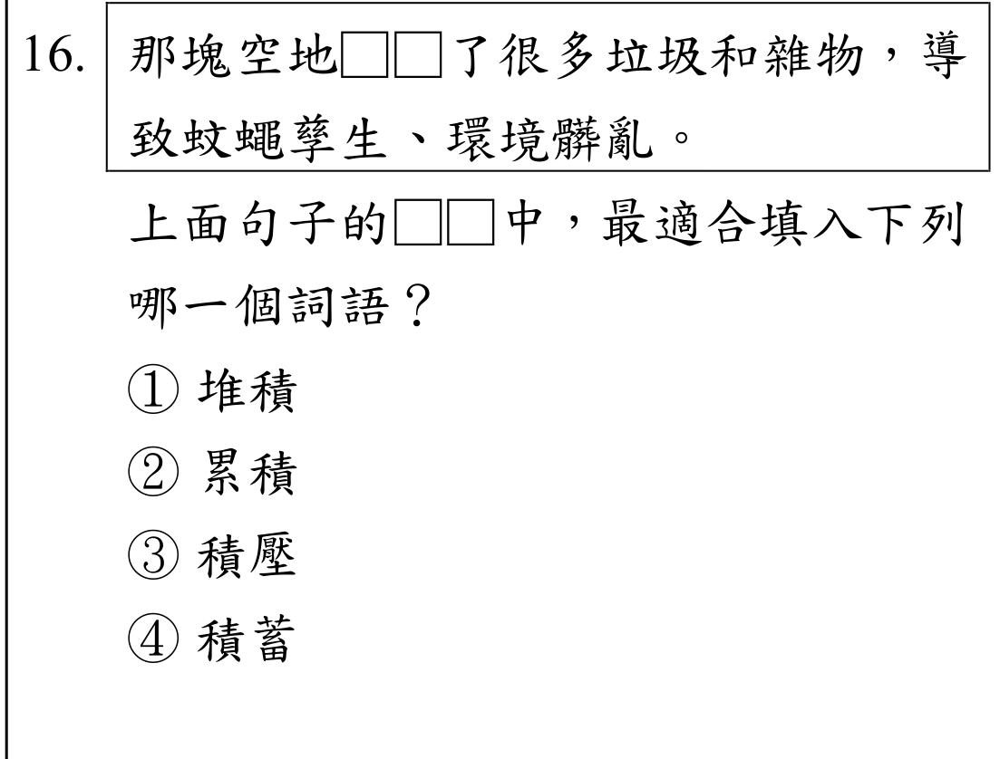 16. 那塊空地□□了很多垃圾和雜物，導
致蚊蠅孳生、環境髒亂。
上面句子的□□中，最適合填入下列
哪一個詞語？
① 堆積
② 累積
③ 積壓
④ 積蓄